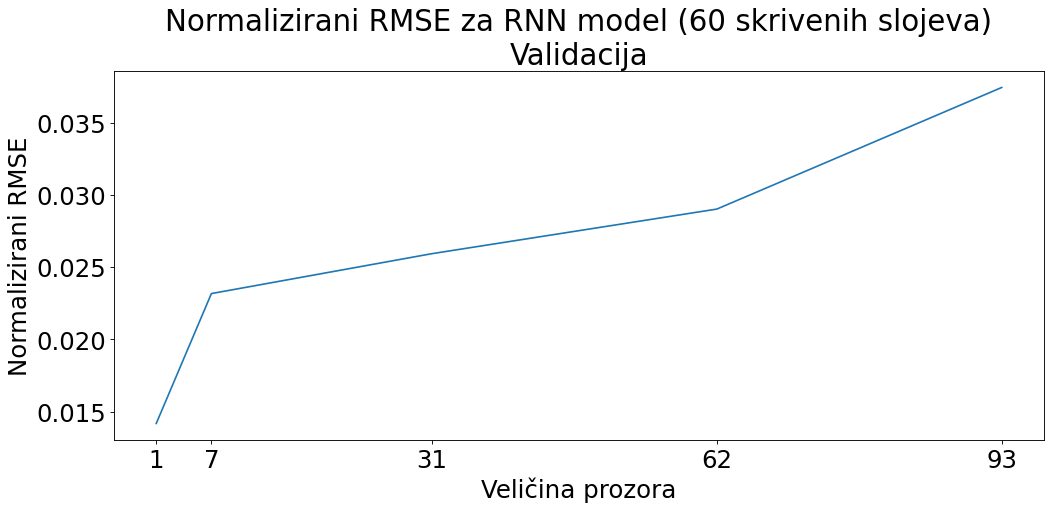 Normalizirani RMSE za RNN model (60 skrivenih slojeva)
Validacija
Normalizirani RMSE
0.035
0.030
0.025
0.020
0.015
1 7 31 62 93
Veličina prozora